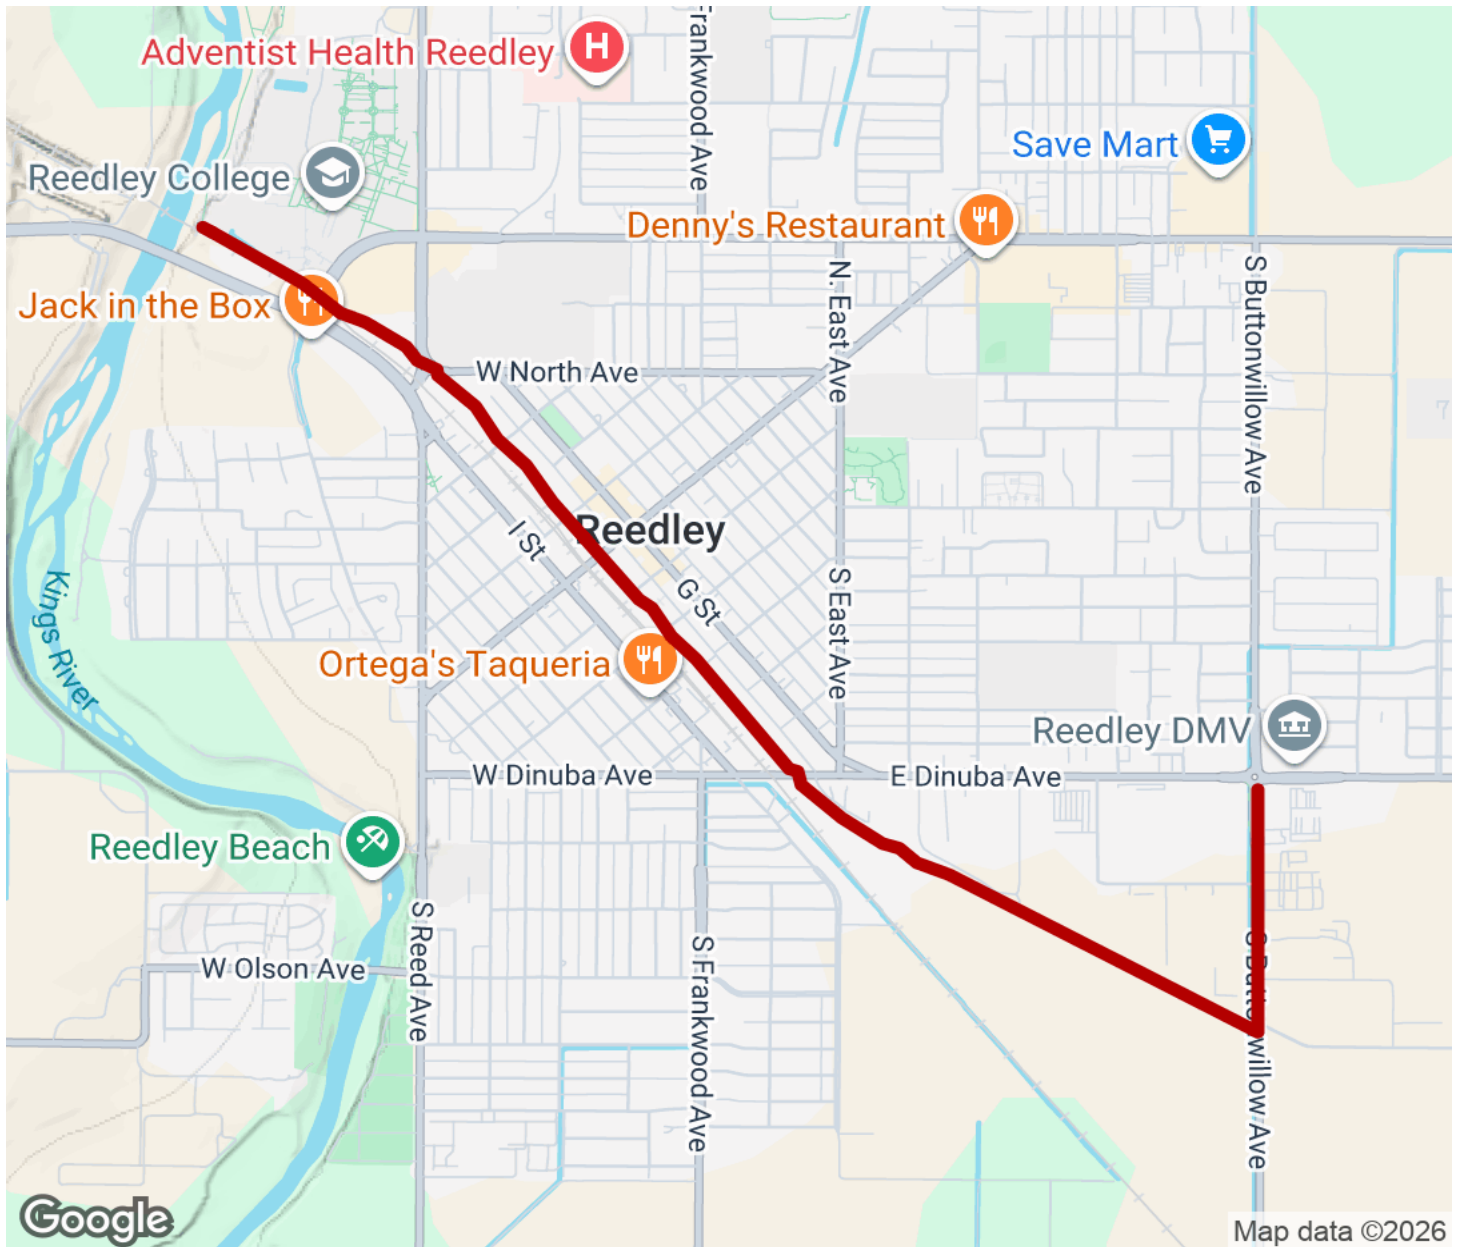 Frankwood Ave
Adventist Health Reedley
H
Save Mart
Reedley College
Denny's Restaurant
Jack in the Box
N. East Ave
S Buttonwillow Ave
W North Ave
I St
Reedley
G St
S East Ave
Kings River
Ortega's Taqueria
Reedley DMV
W Dinuba Ave
E Dinuba Ave
Reedley Beach
S Reed Ave
W Olson Ave
S Frankwood Ave
S Buttonwillow Ave
Google
Map data ©2026